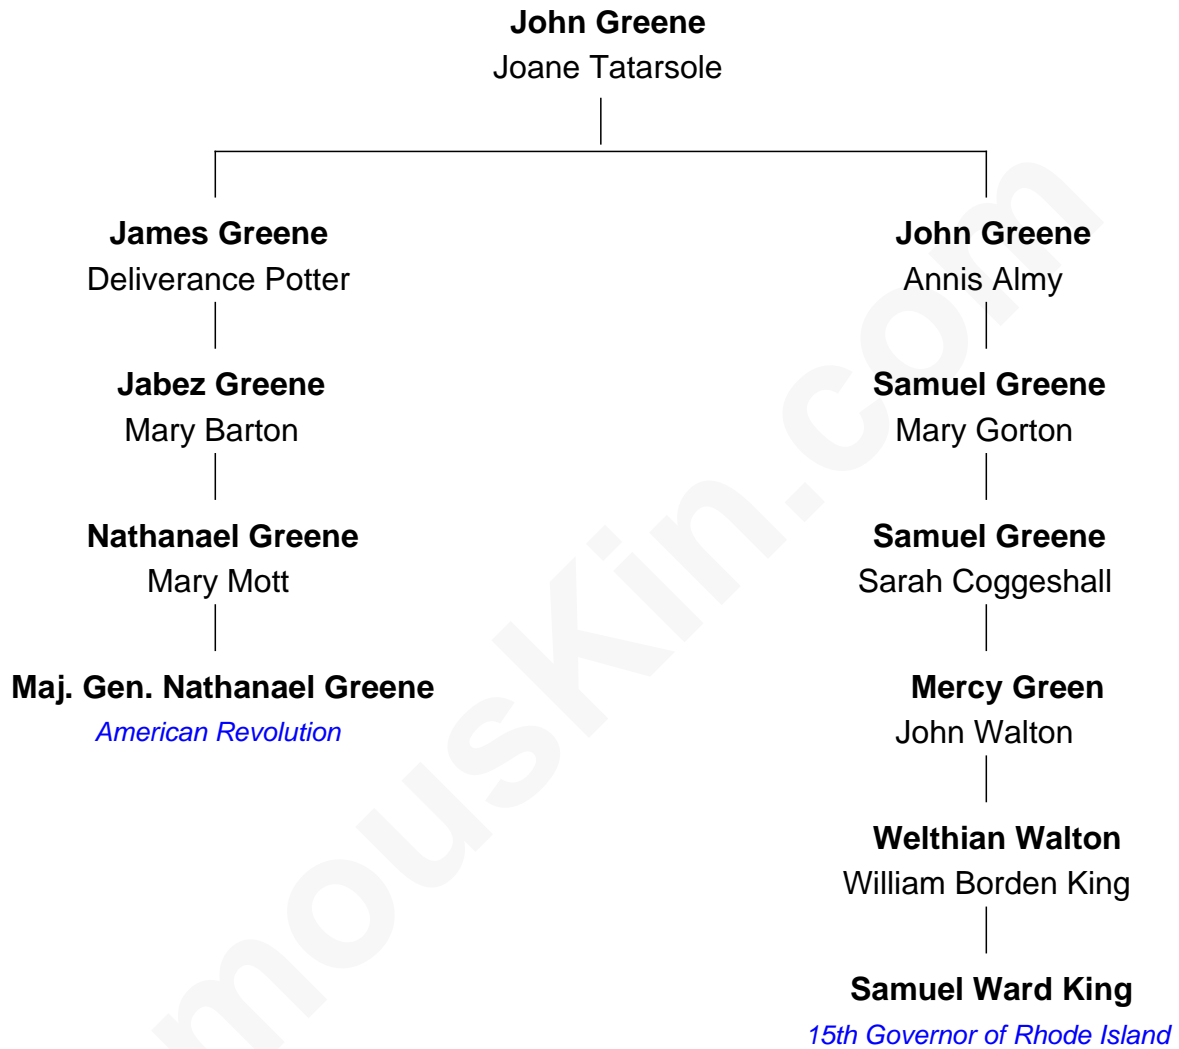 John Greene
Joane Tatarsole
James Greene
Deliverance Potter
John Greene
Annis Almy
Jabez Greene
Mary Barton
Samuel Greene
Mary Gorton
Nathanael Greene
Mary Mott
Samuel Greene
Sarah Coggeshall
Maj. Gen. Nathanael Greene
American Revolution
Mercy Green
John Walton
Welthian Walton
William Borden King
Samuel Ward King
15th Governor of Rhode Island
mousKin.com